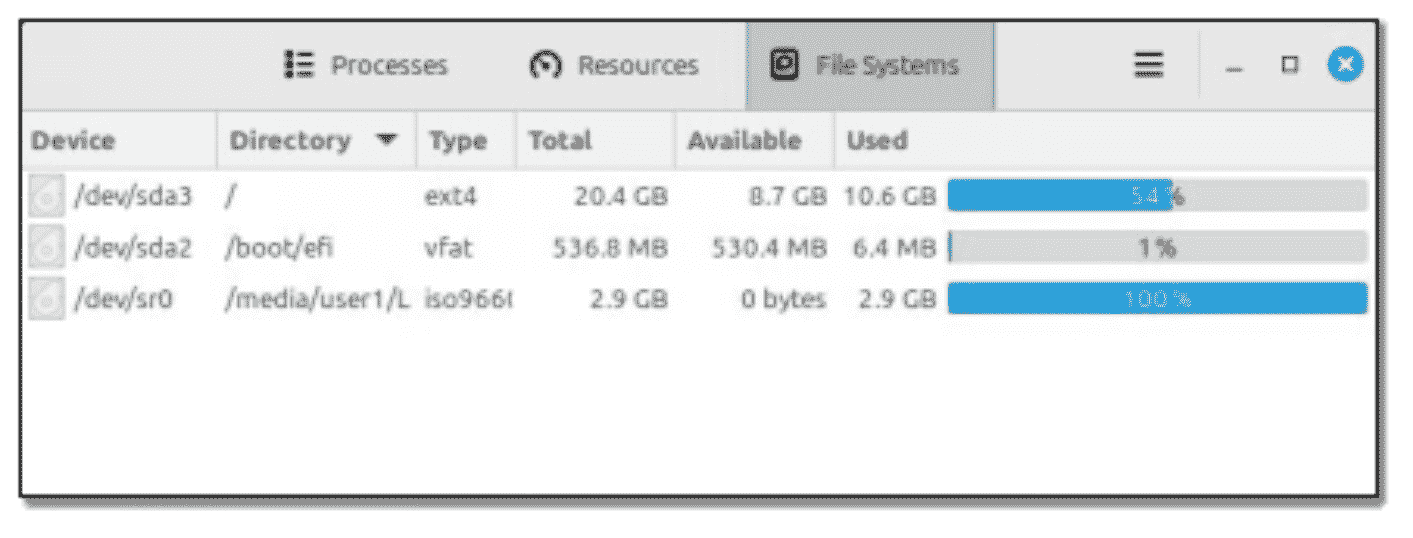 Processes Resources File Systems
Device Directory Type Total Available Used
/dev/sda3 / ext4 20.4 GB 8.7 GB 10.6 GB 54 %
/dev/sda2 /boot/efi vfat 536.8 MB 530.4 MB 6.4 MB 1 %
/dev/sr0 /media/user1/L iso966 2.9 GB 0 bytes 2.9 GB 100 %